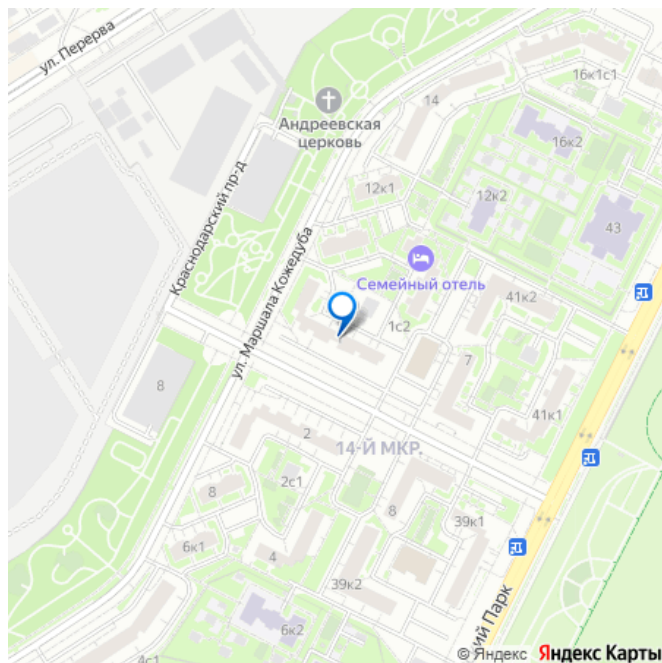 ул. Перерва
16к1с1
14
Андреевская
церковь
16к2
Краснодарский пр-д
12к1
12к2
43
ул. Маршала Кожедуба
Семейный отель
41к2
1с2
7
8
41к1
2
14-Й МКР.
2с1
8
8
39к1
6к1
4
39к2
6к2
ий Парк
4с1
© Яндекс Яндекс Карты